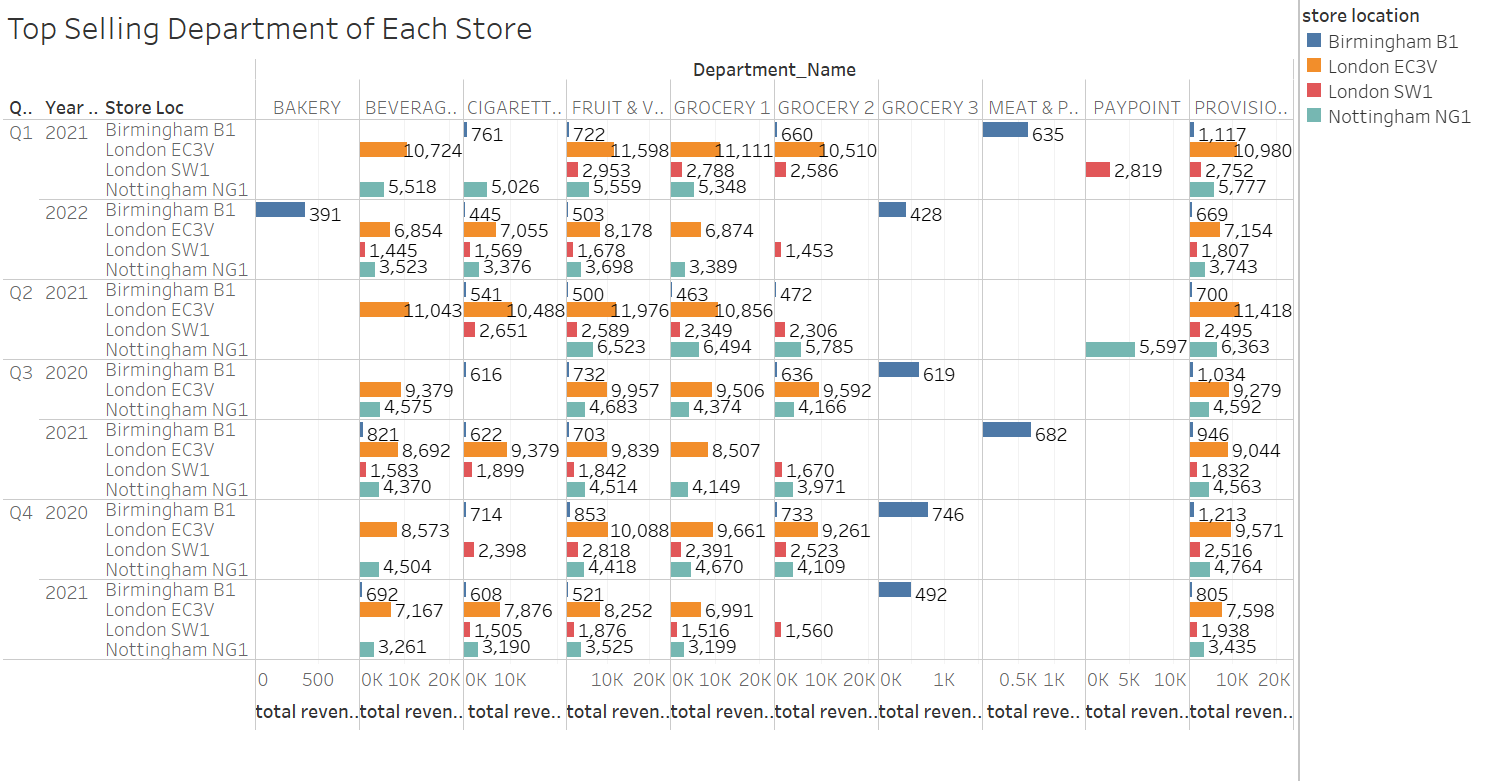 Top Selling Department of Each Store
store location
Birmingham B1
London EC3V
London SW1
Nottingham NG1
Department_Name
Q.. Year .. Store Loc BAKERY BEVERAG.. CIGARETT.. FRUIT & V.. GROCERY 1 GROCERY 2 GROCERY 3 MEAT & P.. PAYPOINT PROVISIO..
Q1 2021 Birmingham B1 761 722 660 635 1,117
London EC3V 10,724 11,598 11,111 10,510 10,980
London SW1 2,953 2,788 2,586 2,819 2,752
Nottingham NG1 5,518 5,026 5,559 5,348 5,777
2022 Birmingham B1 391 445 503 428 669
London EC3V 6,854 7,055 8,178 6,874 7,154
London SW1 1,445 1,569 1,678 1,453 1,807
Nottingham NG1 3,523 3,376 3,698 3,389 3,743
Q2 2021 Birmingham B1 541 500 463 472 700
London EC3V 11,043 10,488 11,976 10,856 11,418
London SW1 2,651 2,589 2,349 2,306 2,495
Nottingham NG1 6,523 6,494 5,785 5,597 6,363
Q3 2020 Birmingham B1 616 732 636 619 1,034
London EC3V 9,379 9,957 9,506 9,592 9,279
Nottingham NG1 4,575 4,683 4,374 4,166 4,592
2021 Birmingham B1 821 622 703 682 946
London EC3V 8,692 9,379 9,839 8,507 9,044
London SW1 1,583 1,899 1,842 1,670 1,832
Nottingham NG1 4,370 4,514 4,149 3,971 4,563
Q4 2020 Birmingham B1 714 853 733 746 1,213
London EC3V 8,573 10,088 9,661 9,261 9,571
London SW1 2,398 2,818 2,391 2,523 2,516
Nottingham NG1 4,504 4,418 4,670 4,109 4,764
2021 Birmingham B1 692 608 521 492 805
London EC3V 7,167 7,876 8,252 6,991 7,598
London SW1 1,505 1,876 1,516 1,560 1,938
Nottingham NG1 3,261 3,190 3,525 3,199 3,435
0 500 0K 10K 20K 0K 10K 10K 20K 0K 10K 20K 0K 10K 20K 0K 1K 0.5K 1K 0K 5K 10K 10K 20K
total reven.. total reven.. total reve.. total reven.. total reven.. total reven.. total reven.. total reve.. total reven.. total reven..